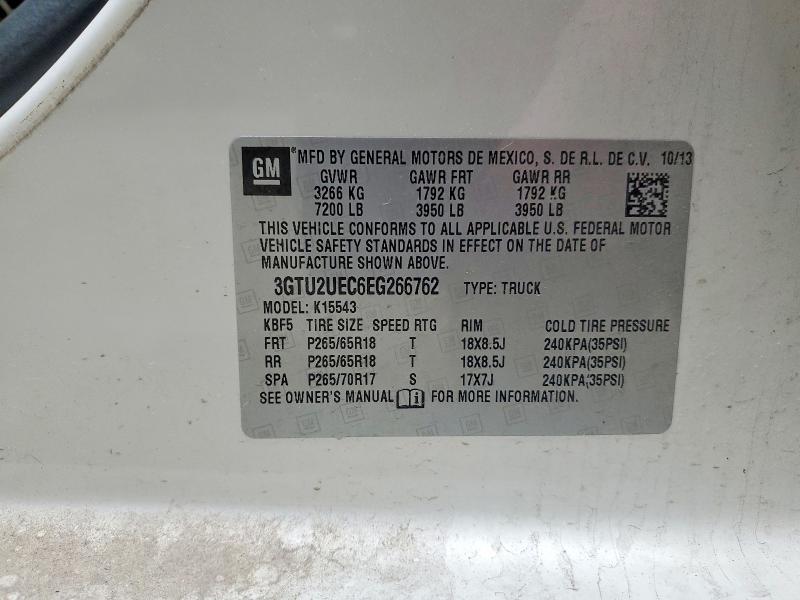 GM ® MFD BY GENERAL MOTORS DE MEXICO, S. DE R.L. DE C.V. 10/13
GVWR GAWR FRT GAWR RR
3266 KG 1792 KG 1792 KG
7200 LB 3950 LB 3950 LB
THIS VEHICLE CONFORMS TO ALL APPLICABLE U.S. FEDERAL MOTOR
VEHICLE SAFETY STANDARDS IN EFFECT ON THE DATE OF
MANUFACTURE SHOWN ABOVE.
3GTU2UEC6EG266762 TYPE: TRUCK
MODEL: K15543
KBF5 TIRE SIZE SPEED RTG RIM COLD TIRE PRESSURE
FRT P265/65R18 T 18X8.5J 240KPA(35PSI)
RR P265/65R18 T 18X8.5J 240KPA(35PSI)
SPA P265/70R17 S 17X7J 240KPA(35PSI)
SEE OWNER'S MANUAL i FOR MORE INFORMATION.